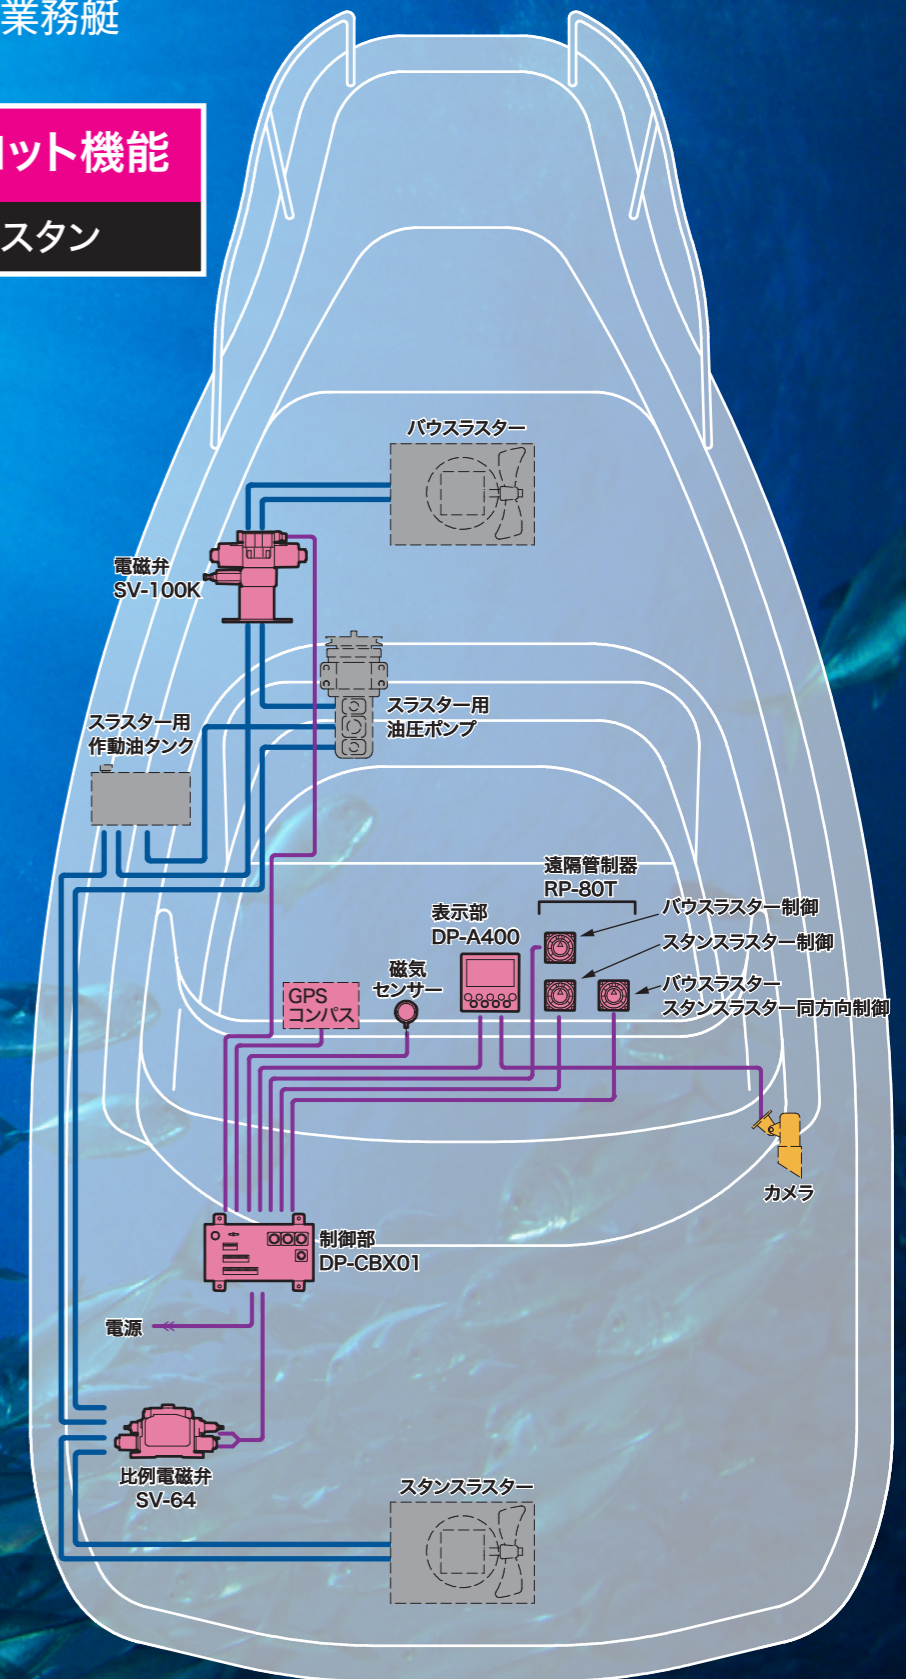 業務艇
ット機能
スタン
バウスラスター
電磁弁
SV-100K
スラスター用
油圧ポンプ
スラスター用
作動油タンク
遠隔管制器
RP-80T
バウスラスター制御
表示部
DP-A400
スタンスラスター制御
磁気
センサー
バウスラスター
スタンスラスター同方向制御
GPS
コンパス
カメラ
制御部
DP-CBX01
電源
比例電磁弁
SV-64
スタンスラスター